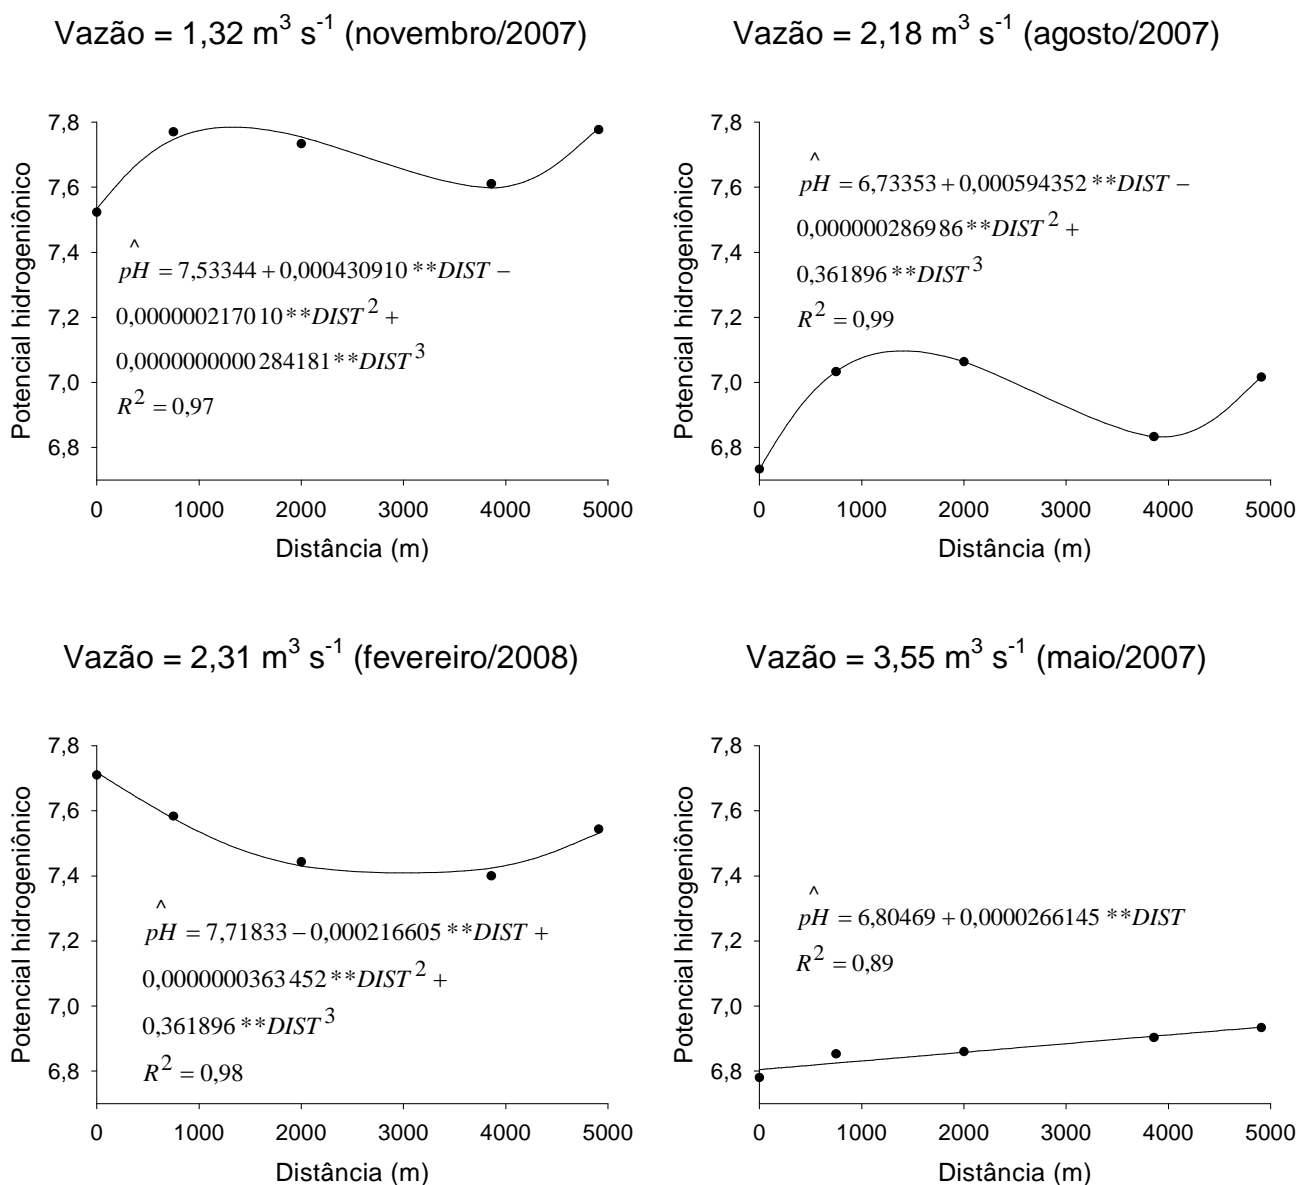 Vazão = 1,32 m³ s⁻¹ (novembro/2007)
Potencial hidrogeniônico
7,8
7,6
7,4
7,2
7,0
6,8
^
pH = 7,53344 + 0,000430910 **DIST −
0,000000217010 **DIST² +
0,0000000000284181 **DIST³
R² = 0,97
0 1000 2000 3000 4000 5000
Distância (m)
Vazão = 2,18 m³ s⁻¹ (agosto/2007)
Potencial hidrogeniônico
7,8
7,6
7,4
7,2
7,0
6,8
^
pH = 6,73353 + 0,000594352 **DIST −
0,000000286986 **DIST² +
0,361896 **DIST³
R² = 0,99
0 1000 2000 3000 4000 5000
Distância (m)
Vazão = 2,31 m³ s⁻¹ (fevereiro/2008)
Potencial hidrogeniônico
7,8
7,6
7,4
7,2
7,0
6,8
^
pH = 7,71833 − 0,000216605 **DIST +
0,0000000363452 **DIST² +
0,361896 **DIST³
R² = 0,98
0 1000 2000 3000 4000 5000
Distância (m)
Vazão = 3,55 m³ s⁻¹ (maio/2007)
Potencial hidrogeniônico
7,8
7,6
7,4
7,2
7,0
6,8
^
pH = 6,80469 + 0,0000266145 **DIST
R² = 0,89
0 1000 2000 3000 4000 5000
Distância (m)